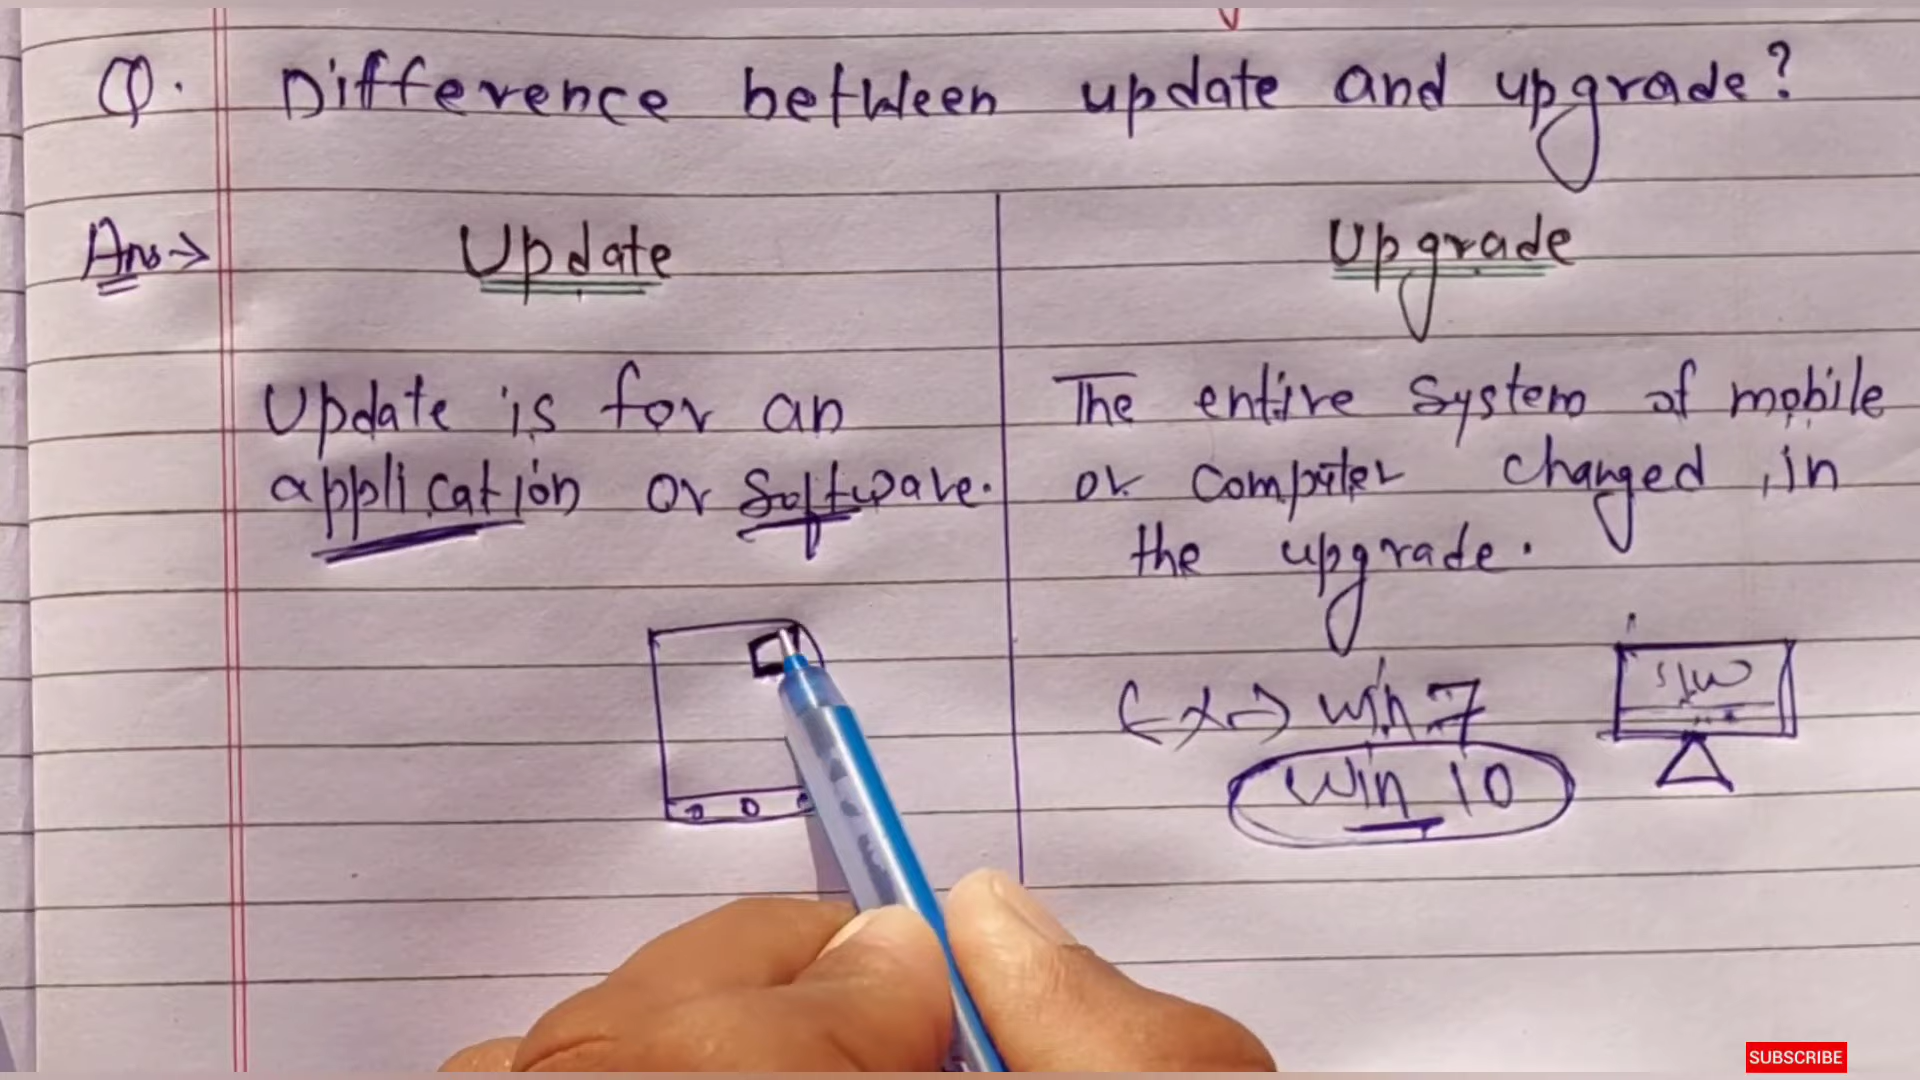 Q. Difference between update and upgrade?
Ans→
Update
Update is for an
application or software.
Upgrade
The entire system of mobile
or computer changed in
the upgrade.
Ex→ Win 7
Win 10
SUBSCRIBE